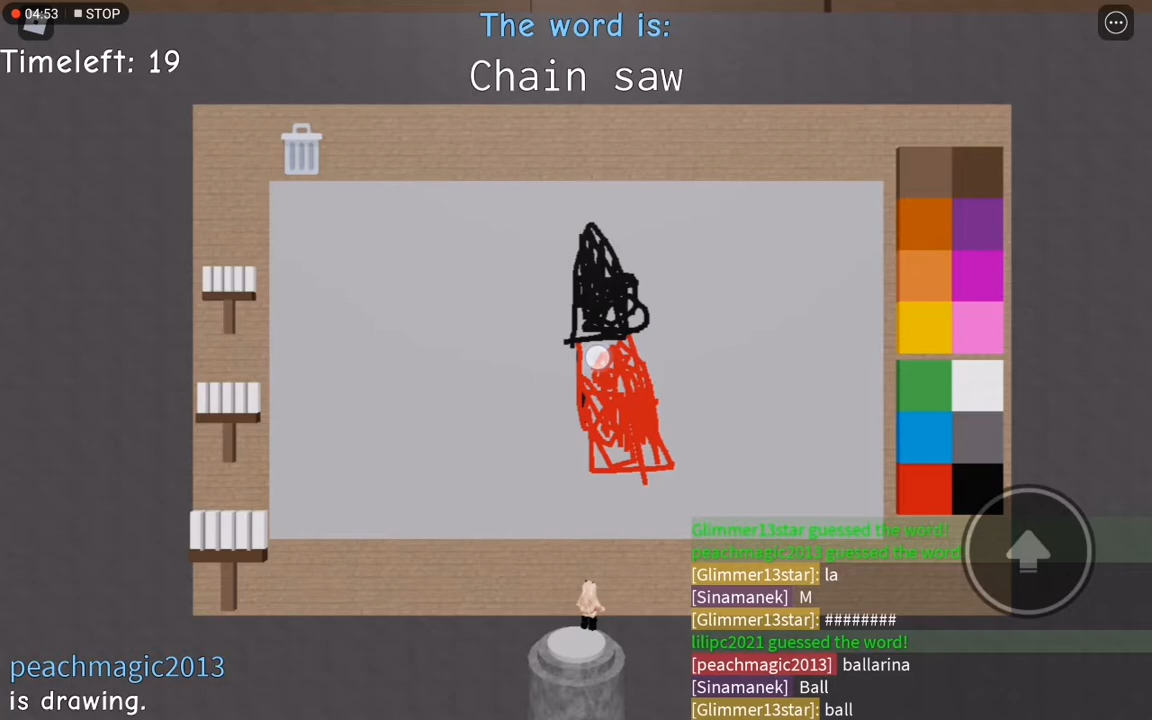 04:53 STOP
The word is:
Timeleft: 19
Chain saw
Glimmer13star guessed the word!
peachmagic2013 guessed the word!
[Glimmer13star]: la
[Sinamanek] M
[Glimmer13star]: ########
lilipc2021 guessed the word!
[peachmagic2013] ballarina
[Sinamanek] Ball
[Glimmer13star]: ball
peachmagic2013
is drawing.